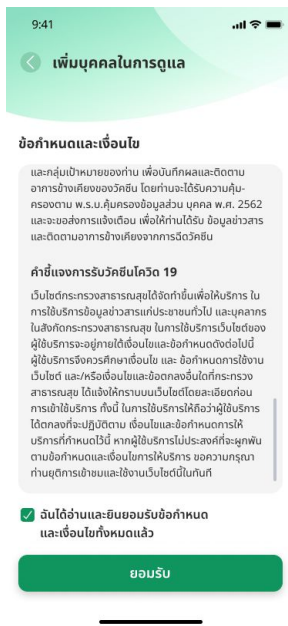 9:41
เพิ่มบุคคลในการดูแล
ข้อกำหนดและเงื่อนไข
และกลุ่มเป้าหมายของท่าน เพื่อบันทึกผลและติดตาม
อาการข้างเคียงของวัคซีน โดยท่านจะได้รับความคุ้ม-
ครองตาม พ.ร.บ.คุ้มครองข้อมูลส่วน บุคคล พ.ศ. 2562
และจะขอส่งการแจ้งเตือน เพื่อให้ท่านได้รับ ข้อมูลข่าวสาร
และติดตามอาการข้างเคียงจากการฉีดวัคซีน
คำชี้แจงการรับวัคซีนโควิด 19
เว็บไซต์กระทรวงสาธารณสุขได้จัดทำขึ้นเพื่อให้บริการ ใน
การใช้บริการข้อมูลข่าวสารแก่ประชาชนทั่วไป และบุคลากร
ในสังกัดกระทรวงสาธารณสุข ในการใช้บริการเว็บไซต์ของ
ผู้ใช้บริการจะอยู่ภายใต้เงื่อนไขและข้อกำหนดดังต่อไปนี้
ผู้ใช้บริการจึงควรศึกษาเงื่อนไข และ ข้อกำหนดการใช้งาน
เว็บไซต์ และ/หรือเงื่อนไขและข้อตกลงอื่นใดที่กระทรวง
สาธารณสุข ได้แจ้งให้ทราบบนเว็บไซต์โดยละเอียดก่อน
การเข้าใช้บริการ ทั้งนี้ ในการใช้บริการให้ถือว่าผู้ใช้บริการ
ได้ตกลงที่จะปฏิบัติตาม เงื่อนไขและข้อกำหนดการให้
บริการที่กำหนดไว้นี้ หากผู้ใช้บริการไม่ประสงค์ที่จะผูกพัน
ตามข้อกำหนดและเงื่อนไขการให้บริการ ขอความกรุณา
ท่านยุติการเข้าชมและใช้งานเว็บไซต์นี้ในทันที
ฉันได้อ่านและยินยอมรับข้อกำหนด
และเงื่อนไขทั้งหมดแล้ว
ยอมรับ